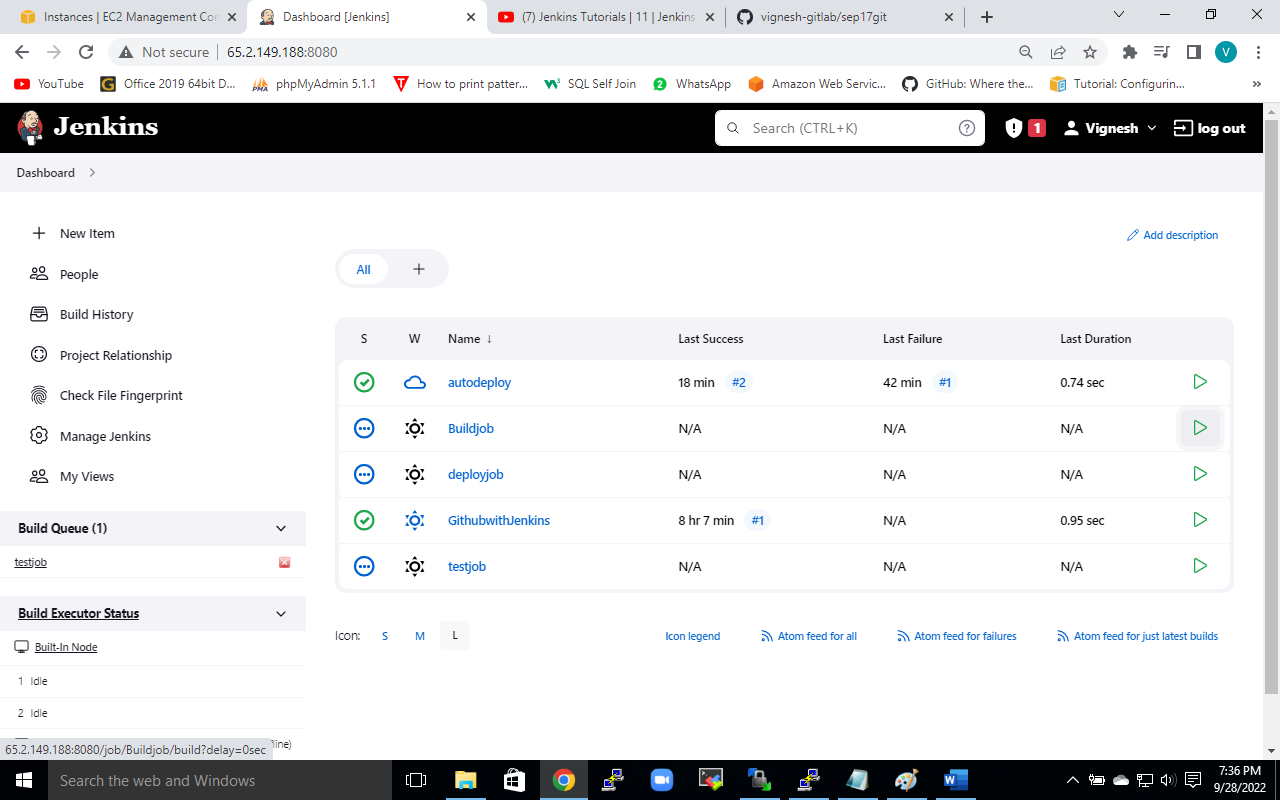 Instances | EC2 Management Con
Dashboard [Jenkins]
(7) Jenkins Tutorials | 11 | Jenkins
vignesh-gitlab/sep17git
Not secure
65.2.149.188:8080
V
YouTube
Office 2019 64bit D...
phpMyAdmin 5.1.1
How to print patter...
SQL Self Join
2 WhatsApp
Amazon Web Servic...
GitHub: Where the...
Tutorial: Configurin...
»
Jenkins
Search (CTRL+K)
?
1
Vignesh
log out
Dashboard
New Item
People
Build History
Project Relationship
Check File Fingerprint
Manage Jenkins
My Views
Build Queue (1)
testjob
Build Executor Status
Built-In Node
1 Idle
2 Idle
65.2.149.188:8080/job/Buildjob/build?delay=0sec
Add description
All +
S W Name ↓ Last Success Last Failure Last Duration
autodeploy 18 min #2 42 min #1 0.74 sec
Buildjob N/A N/A N/A
deployjob N/A N/A N/A
GithubwithJenkins 8 hr 7 min #1 N/A 0.95 sec
testjob N/A N/A N/A
Icon: S M L
Icon legend
Atom feed for all
Atom feed for failures
Atom feed for just latest builds
Search the web and Windows
7:36 PM
9/28/2022